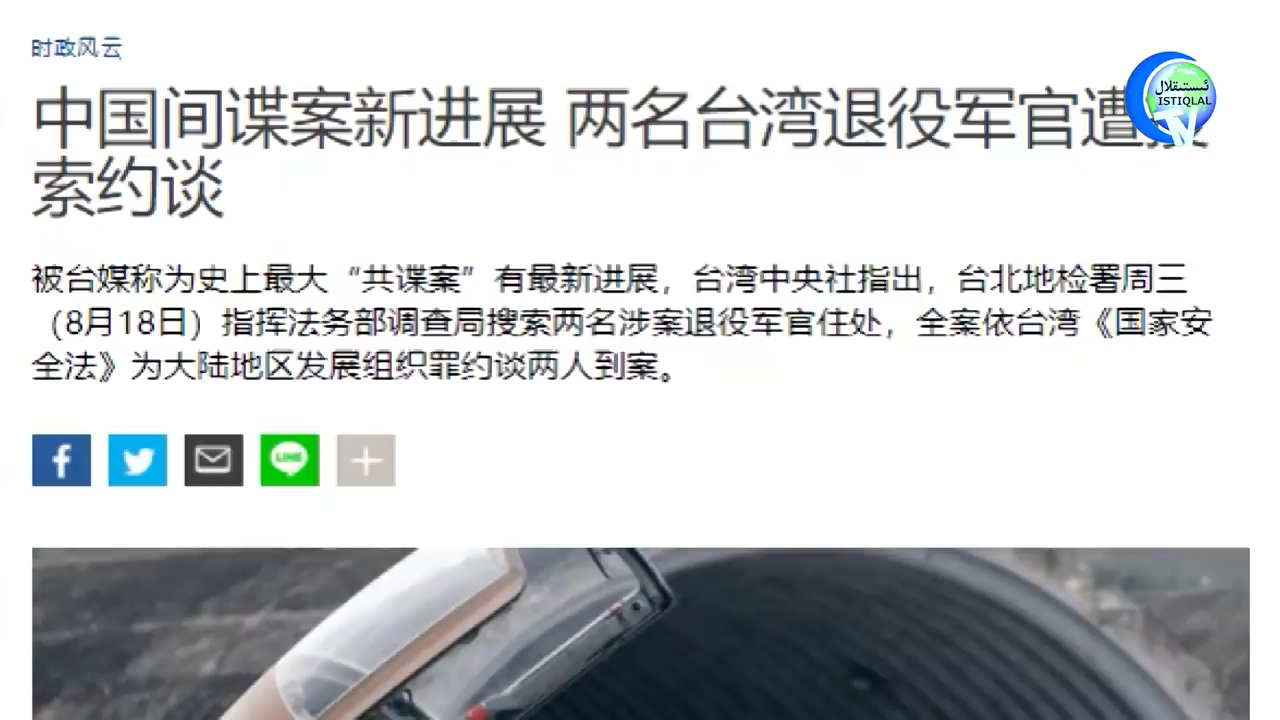 时政风云
中国间谍案新进展 两名台湾退役军官遭搜
索约谈
被台媒称为史上最大“共谍案”有最新进展，台湾中央社指出，台北地检署周三
（8月18日）指挥法务部调查局搜索两名涉案退役军官住处，全案依台湾《国家安
全法》为大陆地区发展组织罪约谈两人到案。
LINE
ئىستىقلال
ISTIQLAL
TV